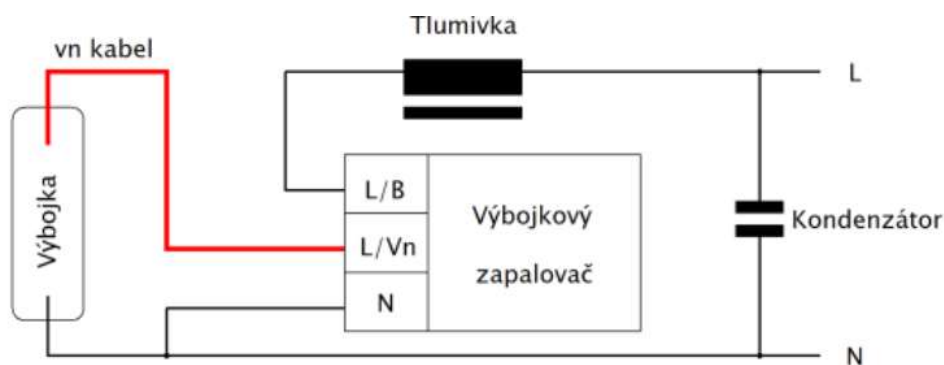 Tlumivka
vn kabel
L
Výbojka
L/B
L/Vn
N
Výbojkový
zapalovač
Kondenzátor
N